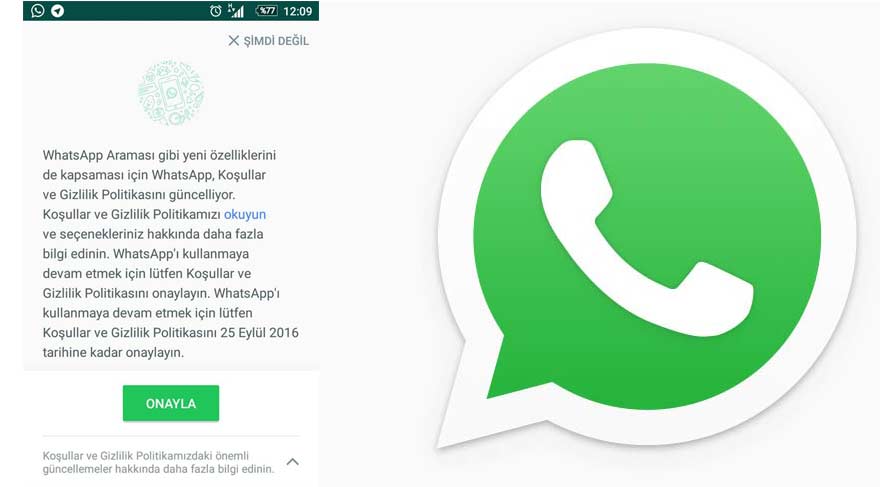 %77 12:09
ŞİMDİ DEĞİL
WhatsApp Araması gibi yeni özelliklerini
de kapsaması için WhatsApp, Koşullar
ve Gizlilik Politikasını güncelliyor.
Koşullar ve Gizlilik Politikamızı okuyun
ve seçenekleriniz hakkında daha fazla
bilgi edinin. WhatsApp'ı kullanmaya
devam etmek için lütfen Koşullar ve
Gizlilik Politikasını onaylayın. WhatsApp'ı
kullanmaya devam etmek için lütfen
Koşullar ve Gizlilik Politikasını 25 Eylül 2016
tarihine kadar onaylayın.
ONAYLA
Koşullar ve Gizlilik Politikamızdaki önemli
güncellemeler hakkında daha fazla bilgi edinin.